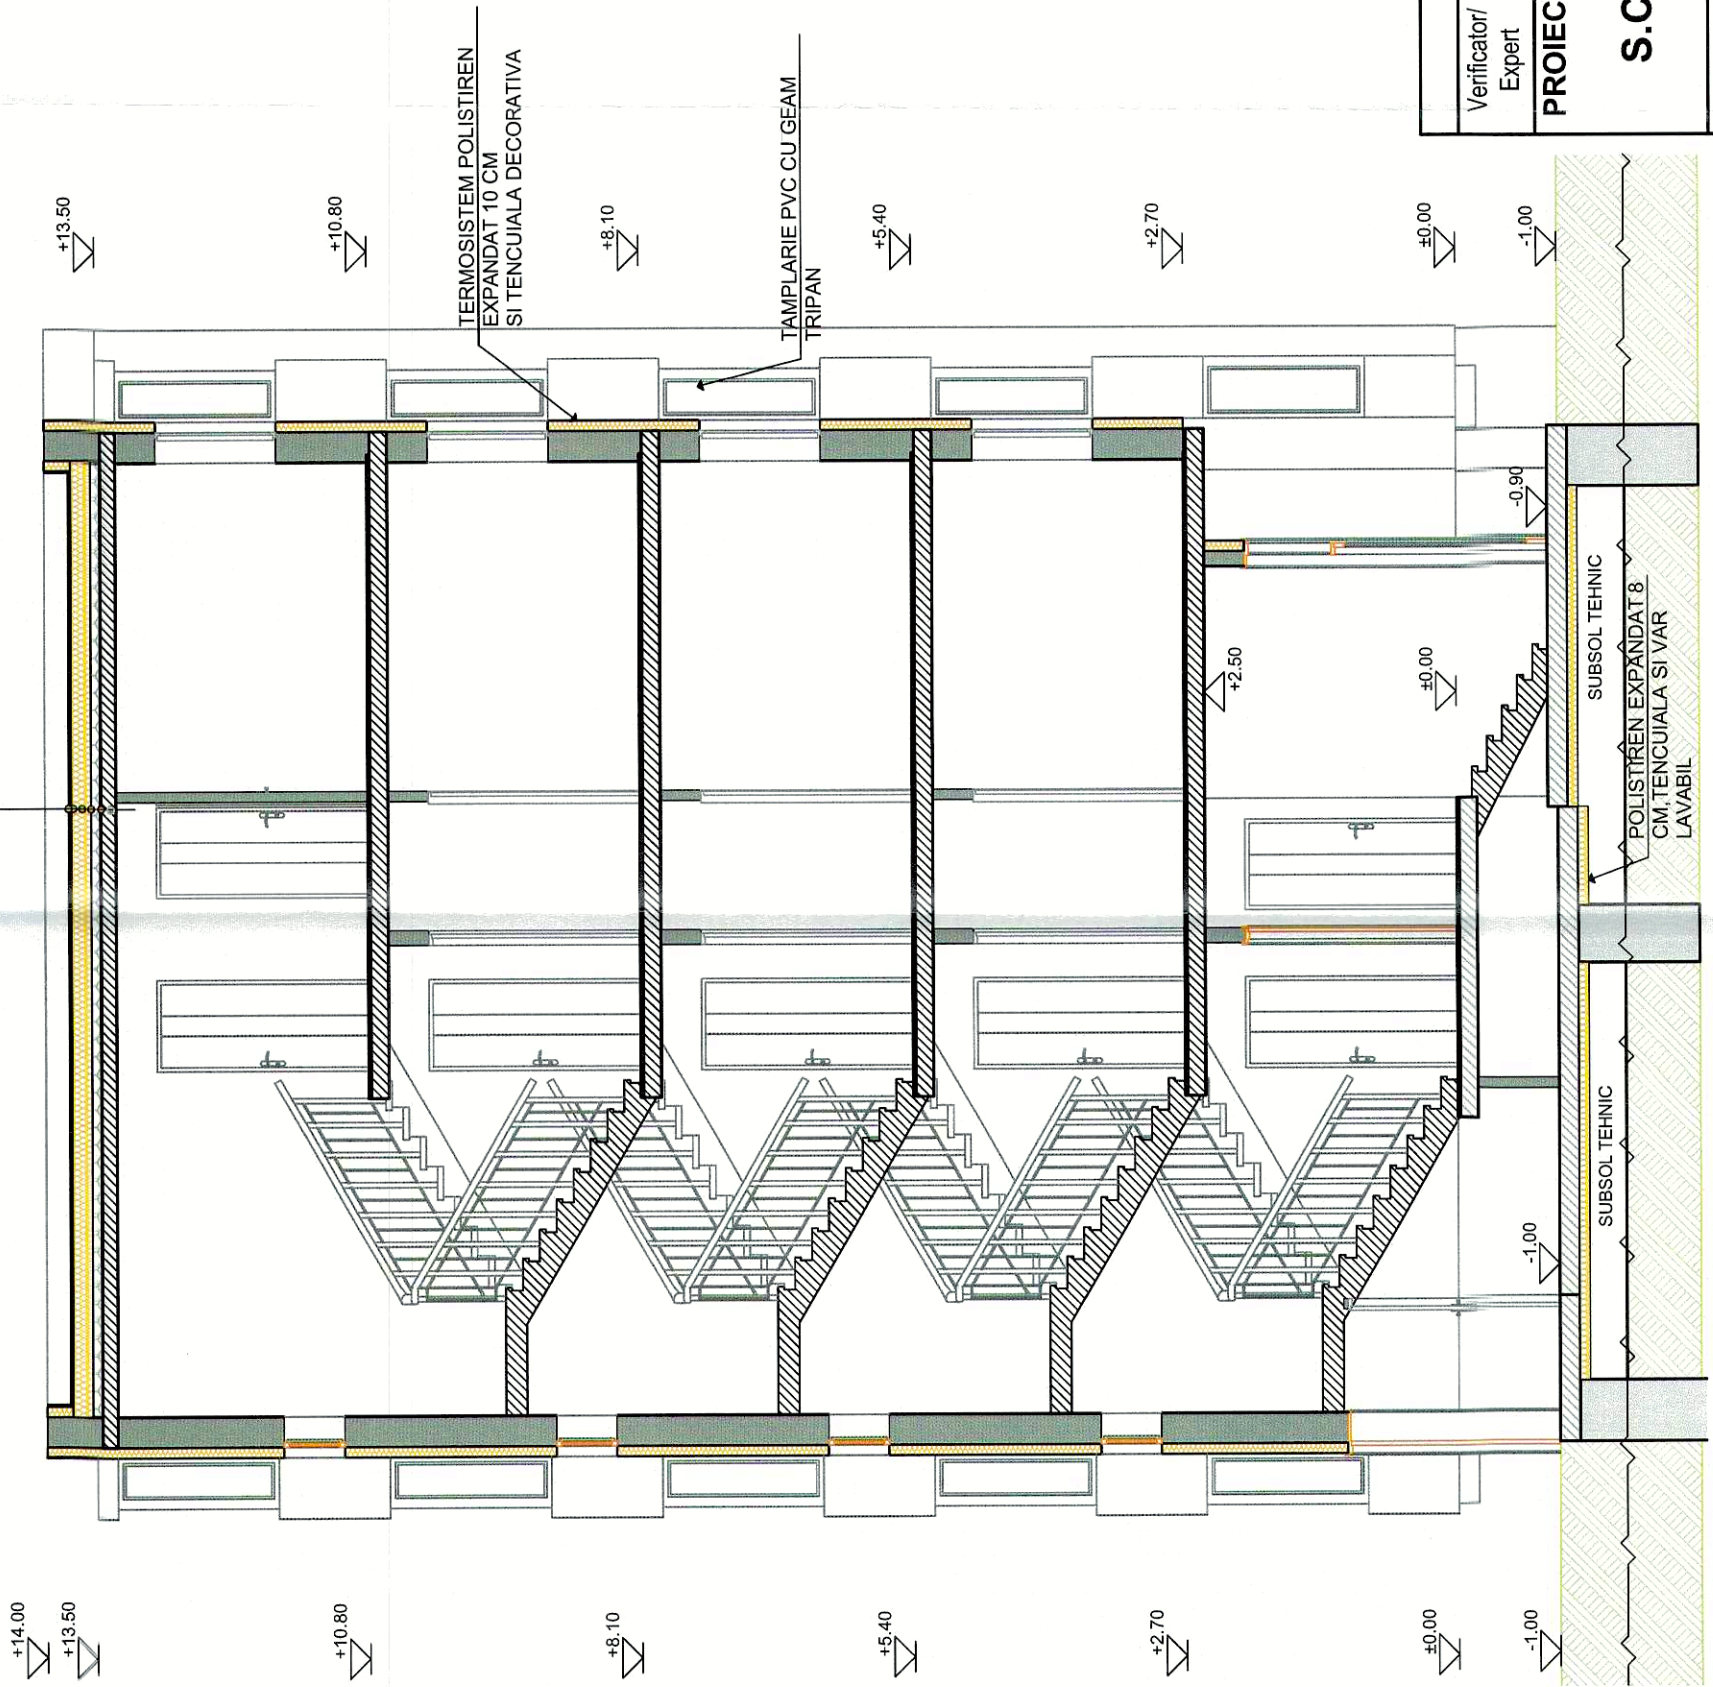 +14.00
+13.50
+10.80
+8.10
+5.40
+2.70
±0.00
-1.00
-1.00
SUBSOL TEHNIC
POLISTIREN EXPANDAT 8
CM,TENCUIALA SI VAR
LAVABIL
SUBSOL TEHNIC
+2.50
±0.00
-0.90
+13.50
+10.80
+8.10
+5.40
+2.70
±0.00
-1.00
TERMOSISTEM POLISTIREN
EXPANDAT 10 CM
SI TENCUIALA DECORATIVA
TAMPLARIE PVC CU GEAM
TRIPAN
Verificator/
Expert
PROIEC
S.C